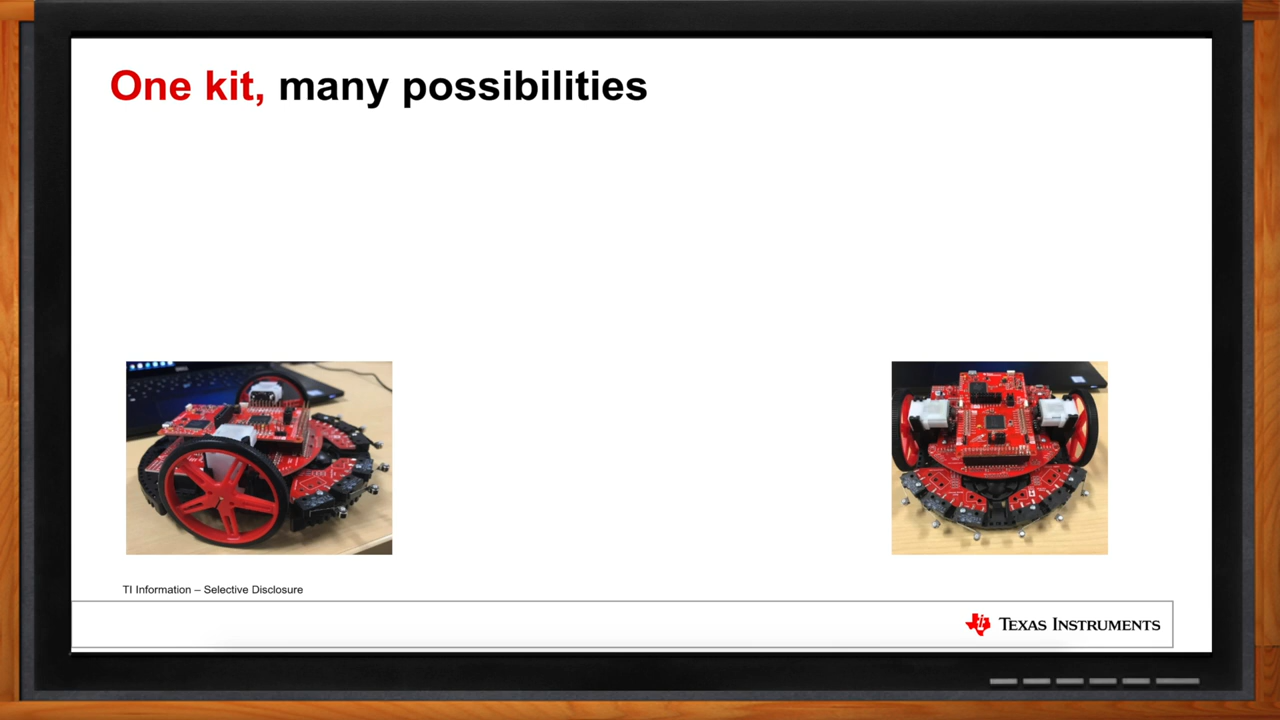 One kit, many possibilities
TI Information – Selective Disclosure
TEXAS INSTRUMENTS